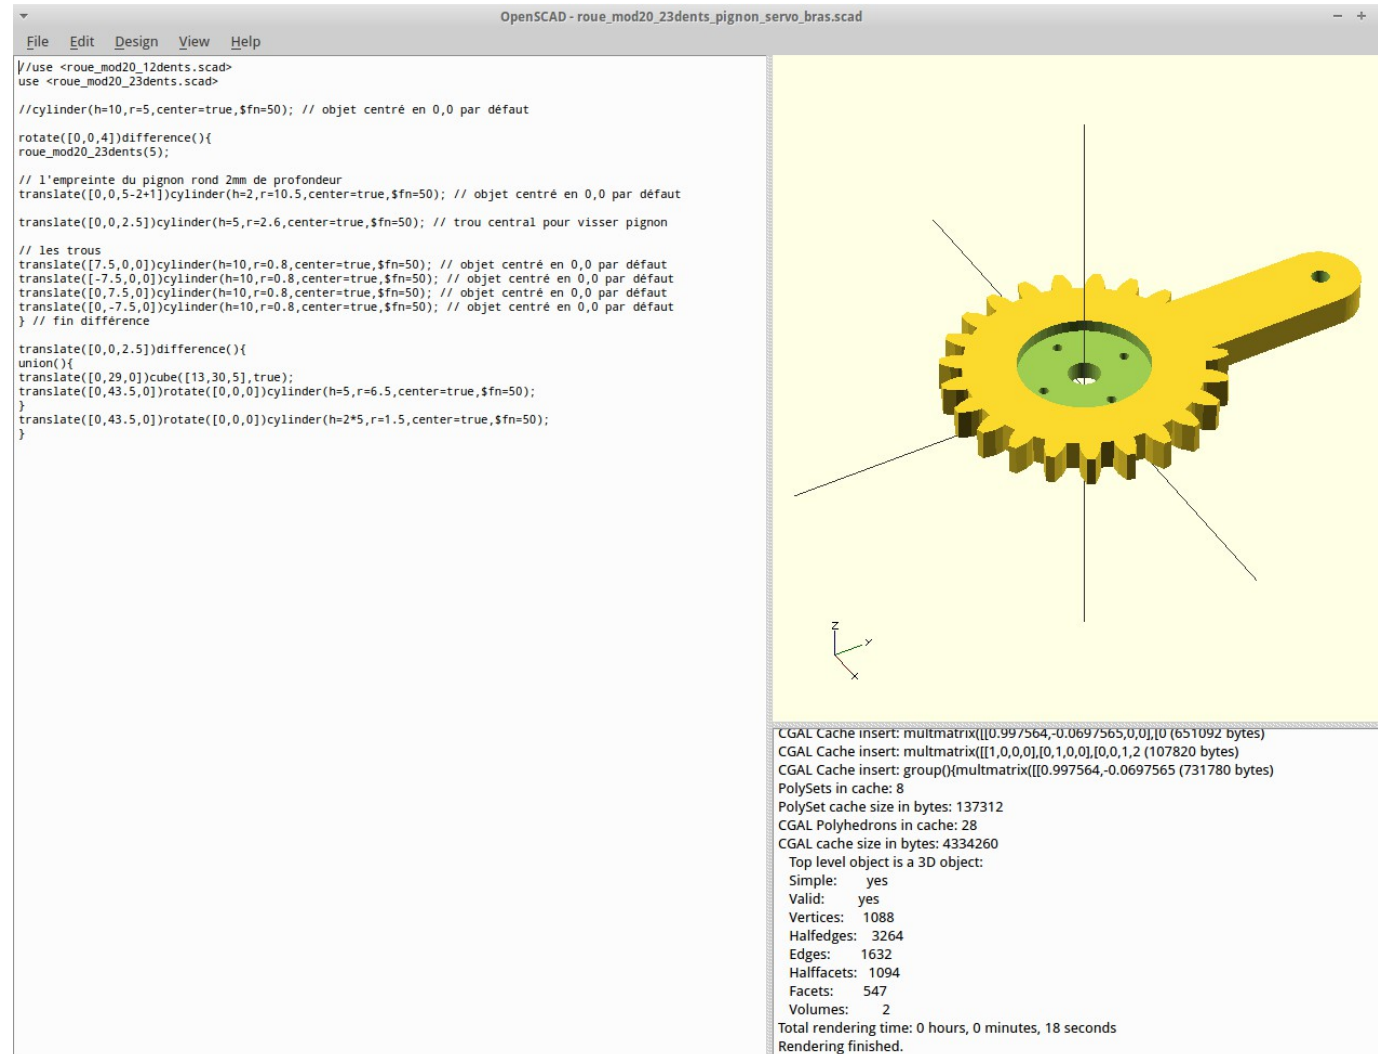 OpenSCAD - roue_mod20_23dents_pignon_servo_bras.scad
File Edit Design View Help
//use <roue_mod20_12dents.scad>
use <roue_mod20_23dents.scad>
//cylinder(h=10,r=5,center=true,$fn=50); // objet centré en 0,0 par défaut
rotate([0,0,4])difference(){
roue_mod20_23dents(5);
// l'empreinte du pignon rond 2mm de profondeur
translate([0,0,5-2+1])cylinder(h=2,r=10.5,center=true,$fn=50); // objet centré en 0,0 par défaut
translate([0,0,2.5])cylinder(h=5,r=2.6,center=true,$fn=50); // trou central pour visser pignon
// les trous
translate([7.5,0,0])cylinder(h=10,r=0.8,center=true,$fn=50); // objet centré en 0,0 par défaut
translate([-7.5,0,0])cylinder(h=10,r=0.8,center=true,$fn=50); // objet centré en 0,0 par défaut
translate([0,7.5,0])cylinder(h=10,r=0.8,center=true,$fn=50); // objet centré en 0,0 par défaut
translate([0,-7.5,0])cylinder(h=10,r=0.8,center=true,$fn=50); // objet centré en 0,0 par défaut
} // fin différence
translate([0,0,2.5])difference(){
union(){
translate([0,29,0])cube([13,30,5],true);
translate([0,43.5,0])rotate([0,0,0])cylinder(h=5,r=6.5,center=true,$fn=50);
}
translate([0,43.5,0])rotate([0,0,0])cylinder(h=2*5,r=1.5,center=true,$fn=50);
}
z
y
x
CGAL Cache insert: multmatrix([[0.997564,-0.0697565,0,0],[0 (651092 bytes)
CGAL Cache insert: multmatrix([[1,0,0,0],[0,1,0,0],[0,0,1,2 (107820 bytes)
CGAL Cache insert: group(){multmatrix([[0.997564,-0.0697565 (731780 bytes)
PolySets in cache: 8
PolySet cache size in bytes: 137312
CGAL Polyhedrons in cache: 28
CGAL cache size in bytes: 4334260
Top level object is a 3D object:
Simple: yes
Valid: yes
Vertices: 1088
Halfedges: 3264
Edges: 1632
Halffacets: 1094
Facets: 547
Volumes: 2
Total rendering time: 0 hours, 0 minutes, 18 seconds
Rendering finished.